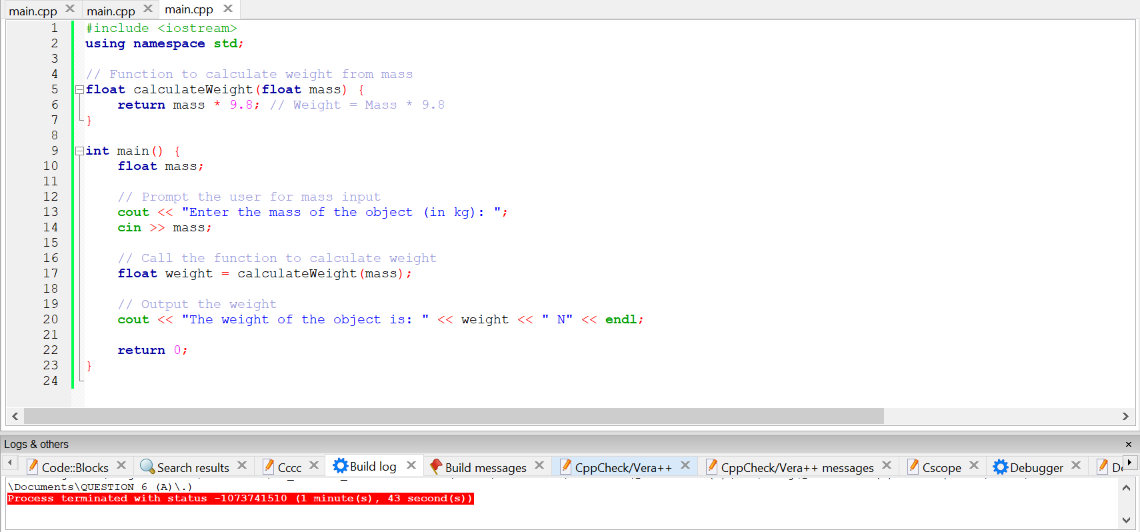 main.cpp main.cpp main.cpp
1 #include <iostream>
2 using namespace std;
3
4 // Function to calculate weight from mass
5 float calculateWeight(float mass) {
6 return mass * 9.8; // Weight = Mass * 9.8
7 }
8
9 int main() {
10 float mass;
11
12 // Prompt the user for mass input
13 cout << "Enter the mass of the object (in kg): ";
14 cin >> mass;
15
16 // Call the function to calculate weight
17 float weight = calculateWeight(mass);
18
19 // Output the weight
20 cout << "The weight of the object is: " << weight << " N" << endl;
21
22 return 0;
23 }
24
Logs & others
Code::Blocks Search results Cccc Build log Build messages CppCheck/Vera++ CppCheck/Vera++ messages Cscope Debugger
\Documents\QUESTION 6 (A)\.)
Process terminated with status -1073741510 (1 minute(s), 43 second(s))